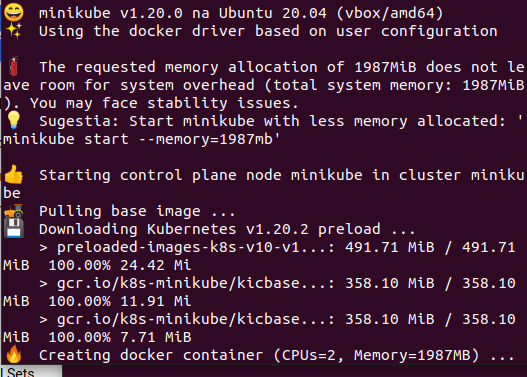 😄  minikube v1.20.0 na Ubuntu 20.04 (vbox/amd64)
✨  Using the docker driver based on user configuration
🧯  The requested memory allocation of 1987MiB does not le
ave room for system overhead (total system memory: 1987MiB
). You may face stability issues.
💡  Sugestia: Start minikube with less memory allocated: '
minikube start --memory=1987mb'
👍  Starting control plane node minikube in cluster miniku
be
🚜  Pulling base image ...
💾  Downloading Kubernetes v1.20.2 preload ...
> preloaded-images-k8s-v10-v1...: 491.71 MiB / 491.71
MiB  100.00% 24.42 Mi
> gcr.io/k8s-minikube/kicbase...: 358.10 MiB / 358.10
MiB  100.00% 11.91 Mi
> gcr.io/k8s-minikube/kicbase...: 358.10 MiB / 358.10
MiB  100.00% 7.71 MiB
🔥  Creating docker container (CPUs=2, Memory=1987MB) ...
l Sets